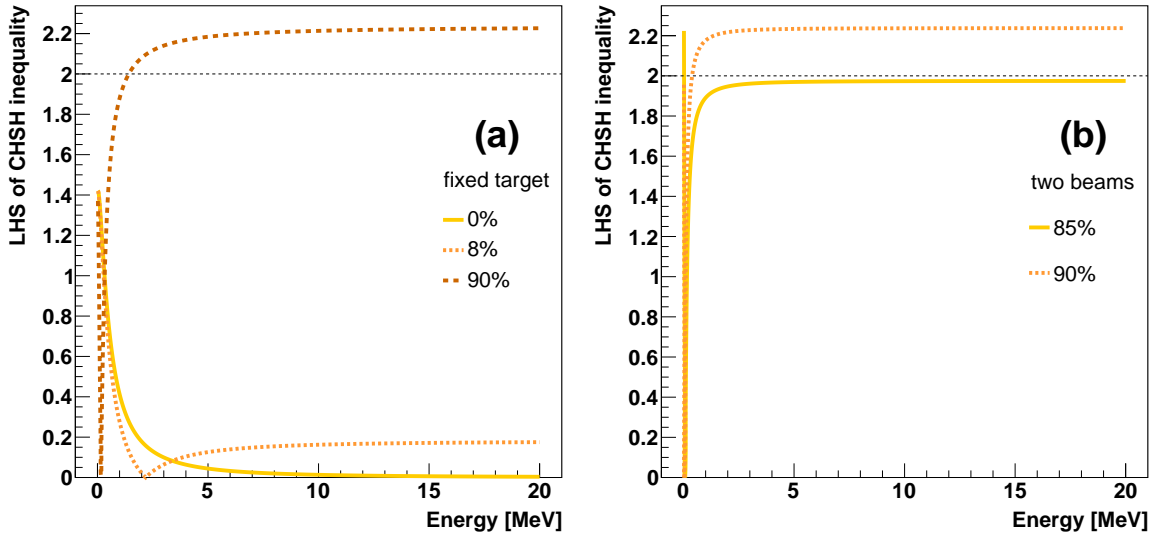 LHS of CHSH inequality
2.2
2
1.8
1.6
1.4
1.2
1
0.8
0.6
0.4
0.2
0
(a)
fixed target
0%
8%
90%
0 5 10 15 20
Energy [MeV]
LHS of CHSH inequality
2.2
2
1.8
1.6
1.4
1.2
1
0.8
0.6
0.4
0.2
0
(b)
two beams
85%
90%
0 5 10 15 20
Energy [MeV]